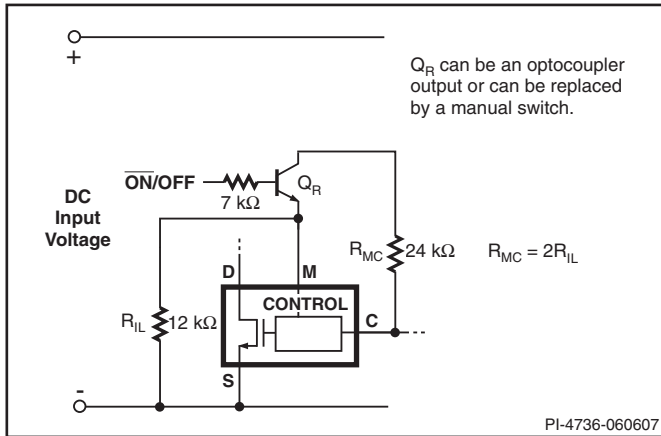 +
Q_R can be an optocoupler
output or can be replaced
by a manual switch.
ON/OFF
Q_R
7 kΩ
DC
Input
Voltage
R_MC
24 kΩ
R_MC = 2R_IL
D
M
CONTROL
C
R_IL
12 kΩ
S
-
PI-4736-060607